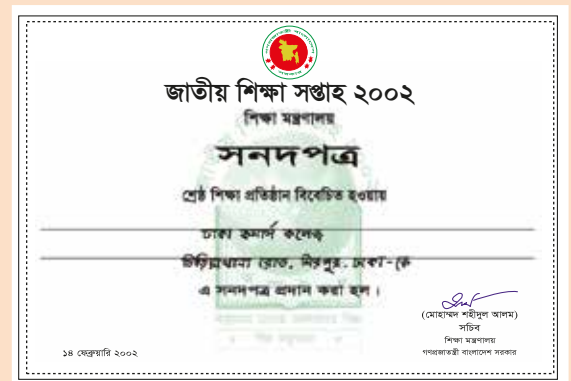 জাতীয় শিক্ষা সপ্তাহ ২০০২
শিক্ষা মন্ত্রণালয়
সনদপত্র
শ্রেষ্ঠ শিক্ষা প্রতিষ্ঠান বিবেচিত হওয়ায়
ঢাকা কমার্স কলেজ
চিড়িয়াখানা রোড, মিরপুর, ঢাকা-কে
এ সনদপত্র প্রদান করা হল ।
(মোহাম্মদ শহীদুল আলম)
সচিব
শিক্ষা মন্ত্রণালয়
গণপ্রজাতন্ত্রী বাংলাদেশ সরকার
১৪ ফেব্রুয়ারি ২০০২